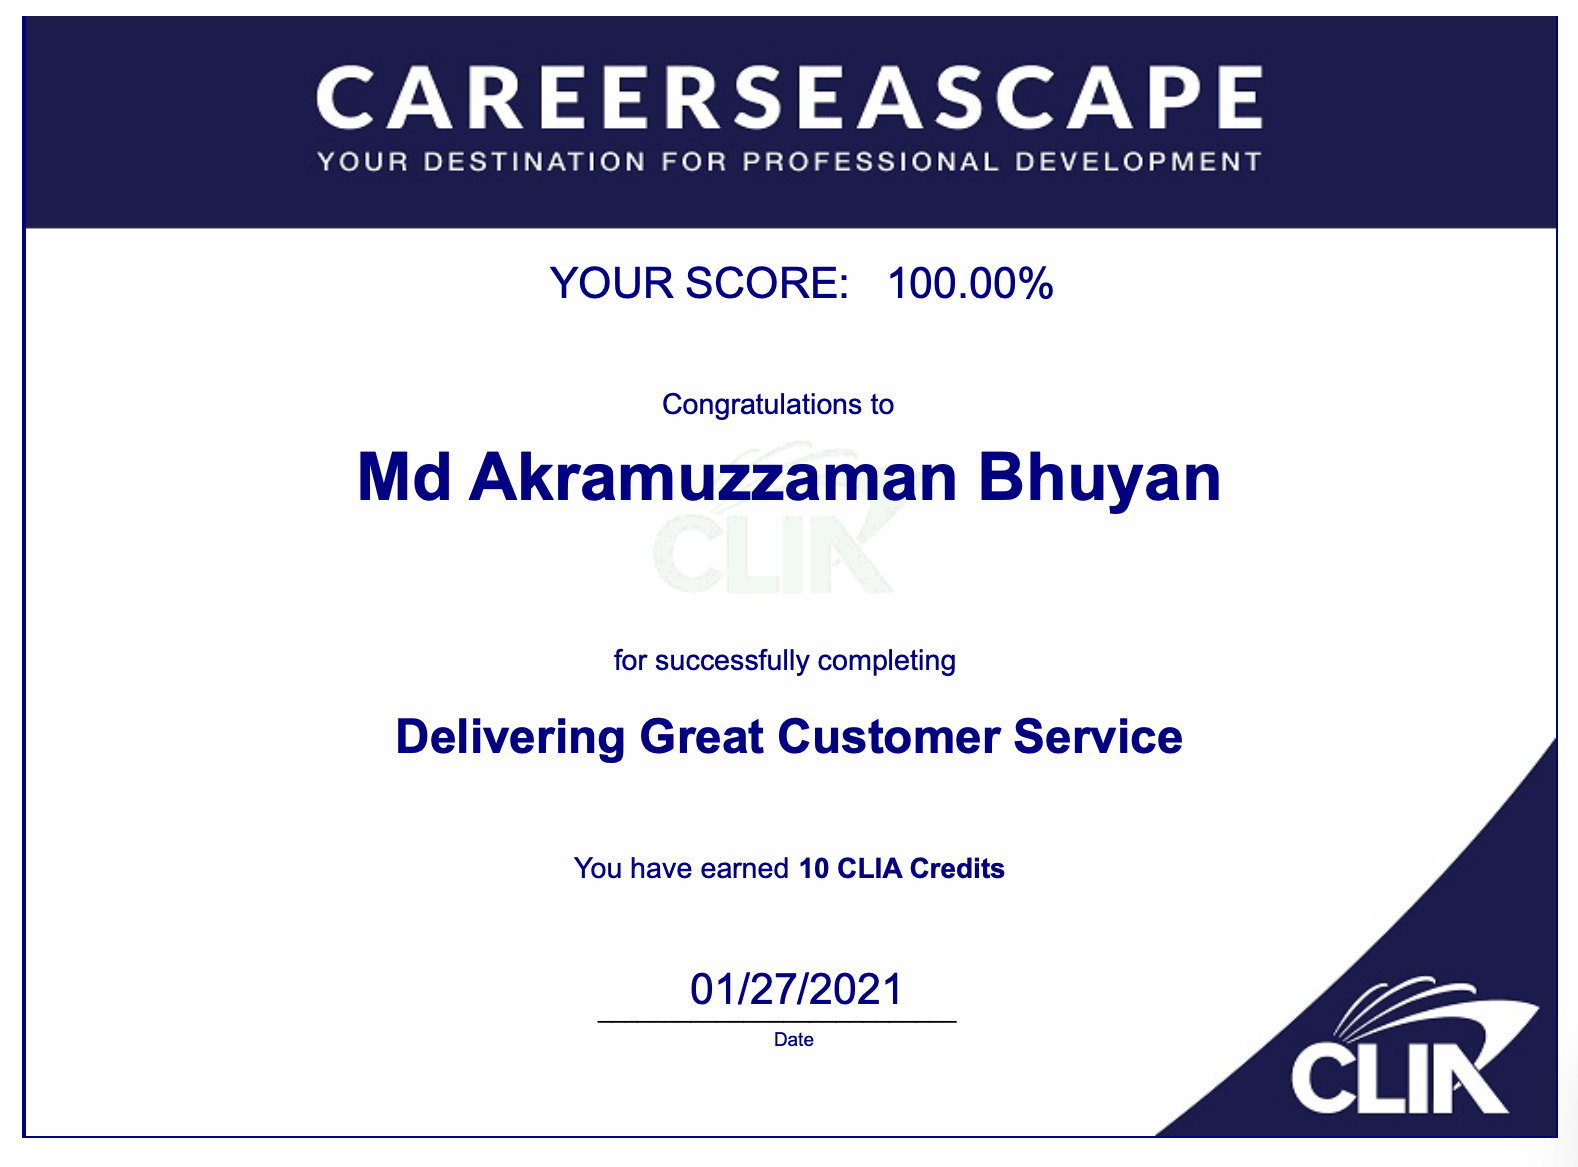 CAREERSEASCAPE
YOUR DESTINATION FOR PROFESSIONAL DEVELOPMENT
YOUR SCORE: 100.00%
Congratulations to
Md Akramuzzaman Bhuyan
CLIA
for successfully completing
Delivering Great Customer Service
You have earned 10 CLIA Credits
01/27/2021
Date
CLIA